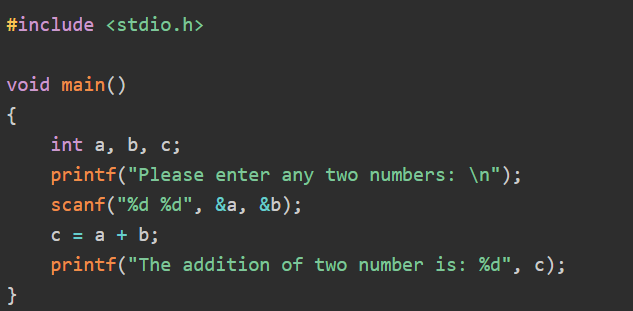 #include <stdio.h>
void main()
{
int a, b, c;
printf("Please enter any two numbers: \n");
scanf("%d %d", &a, &b);
c = a + b;
printf("The addition of two number is: %d", c);
}